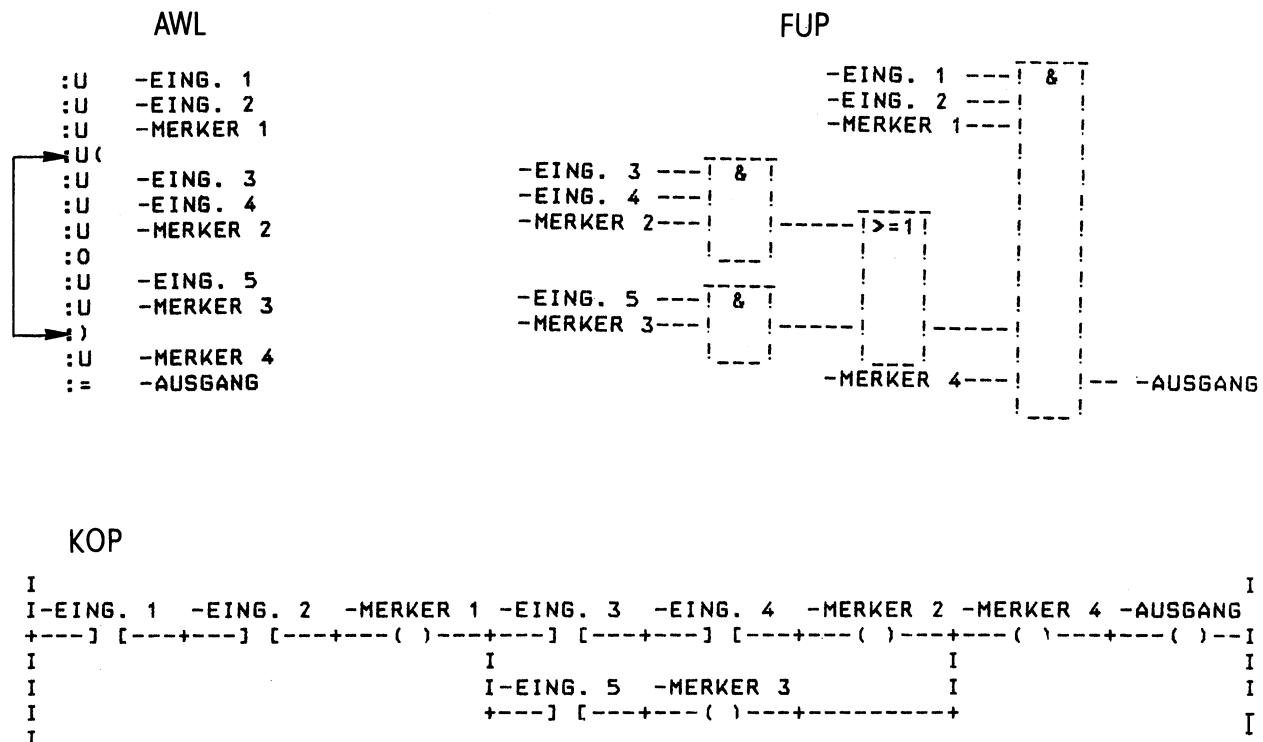 AWL
:U -EING. 1
:U -EING. 2
:U -MERKER 1
:U(
:U -EING. 3
:U -EING. 4
:U -MERKER 2
:O
:U -EING. 5
:U -MERKER 3
:)
:U -MERKER 4
:= -AUSGANG
FUP
-EING. 1 ---! & !
-EING. 2 ---! !
-MERKER 1---! !
-EING. 3 ---! & !
-EING. 4 ---! !
-MERKER 2---! !-----!>=1!
-EING. 5 ---! & !
-MERKER 3---! !-----! !-----!
-MERKER 4---! !-- -AUSGANG
KOP
I I
I-EING. 1 -EING. 2 -MERKER 1 -EING. 3 -EING. 4 -MERKER 2 -MERKER 4 -AUSGANG I
+---] [---+---] [---+---( )---+---] [---+---] [---+---( )---+---( )---+---( )--I
I I I I
I I-EING. 5 -MERKER 3 I I
I +---] [---+---( )---+---------+ I
I